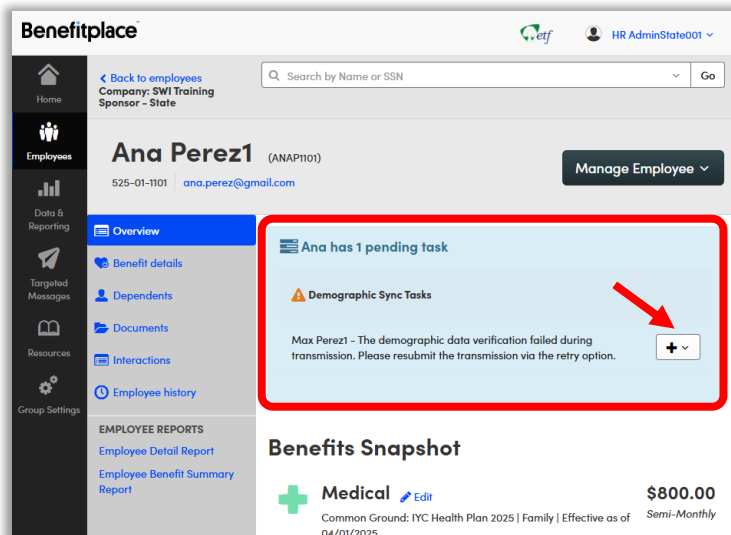 Benefitplace
etf
HR AdminState001
Home
Employees
Data &
Reporting
Targeted
Messages
Resources
Group Settings
Back to employees
Company: SWI Training
Sponsor - State
Search by Name or SSN
Go
Ana Perez1 (ANAP1101)
525-01-1101 ana.perez@gmail.com
Manage Employee
Overview
Benefit details
Dependents
Documents
Interactions
Employee history
EMPLOYEE REPORTS
Employee Detail Report
Employee Benefit Summary
Report
Ana has 1 pending task
Demographic Sync Tasks
Max Perez1 - The demographic data verification failed during
transmission. Please resubmit the transmission via the retry option.
Benefits Snapshot
Medical Edit $800.00
Common Ground: IYC Health Plan 2025 | Family | Effective as of Semi-Monthly
04/01/2025